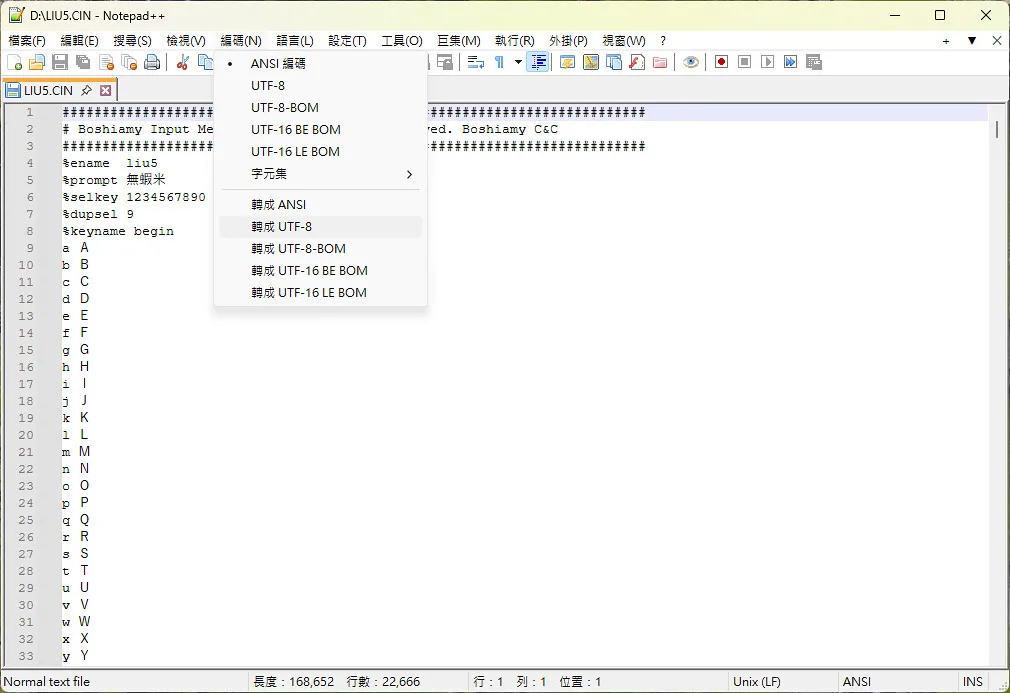 D:\LIU5.CIN - Notepad++
檔案(F) 編輯(E) 搜尋(S) 檢視(V) 編碼(N) 語言(L) 設定(T) 工具(O) 巨集(M) 執行(R) 外掛(P) 視窗(W) ?
ANSI 編碼
UTF-8
UTF-8-BOM
UTF-16 BE BOM
UTF-16 LE BOM
字元集
轉成 ANSI
轉成 UTF-8
轉成 UTF-8-BOM
轉成 UTF-16 BE BOM
轉成 UTF-16 LE BOM
LIU5.CIN
1 ################### ###########################
2 # Boshiamy Input Me ved. Boshiamy C&C
3 ################### ###########################
4 %ename liu5
5 %prompt 無蝦米
6 %selkey 1234567890
7 %dupsel 9
8 %keyname begin
9 a A
10 b B
11 c C
12 d D
13 e E
14 f F
15 g G
16 h H
17 i I
18 j J
19 k K
20 l L
21 m M
22 n N
23 o O
24 p P
25 q Q
26 r R
27 s S
28 t T
29 u U
30 v V
31 w W
32 x X
33 y Y
Normal text file 長度：168,652 行數：22,666 行：1 列：1 位置：1 Unix (LF) ANSI INS